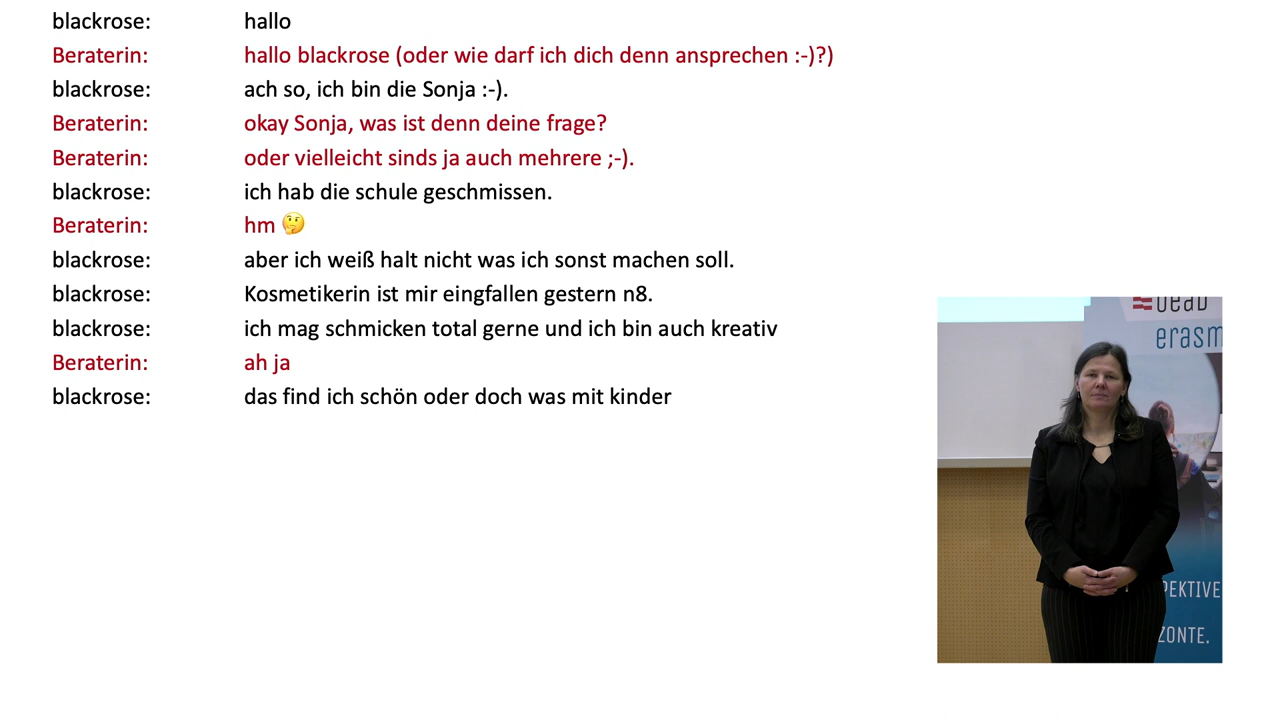 blackrose: hallo
Beraterin: hallo blackrose (oder wie darf ich dich denn ansprechen :-)?)
blackrose: ach so, ich bin die Sonja :-).
Beraterin: okay Sonja, was ist denn deine frage?
Beraterin: oder vielleicht sinds ja auch mehrere ;-).
blackrose: ich hab die schule geschmissen.
Beraterin: hm 🤔
blackrose: aber ich weiß halt nicht was ich sonst machen soll.
blackrose: Kosmetikerin ist mir eingfallen gestern n8.
blackrose: ich mag schmicken total gerne und ich bin auch kreativ
Beraterin: ah ja
blackrose: das find ich schön oder doch was mit kinder
oead
erasm
PEKTIVE
ZONTE.